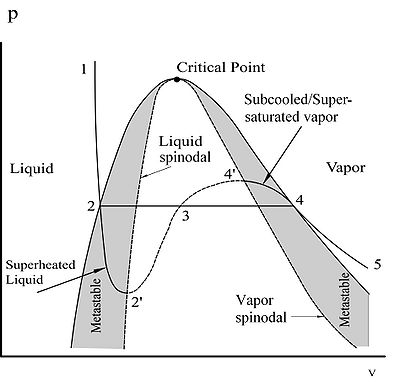 p
1
Critical Point
Subcooled/Super-
saturated vapor
Liquid
spinodal
Liquid
Vapor
4'
2
3
4
Superheated
Liquid
5
2'
Metastable
Vapor
spinodal
Metastable
v